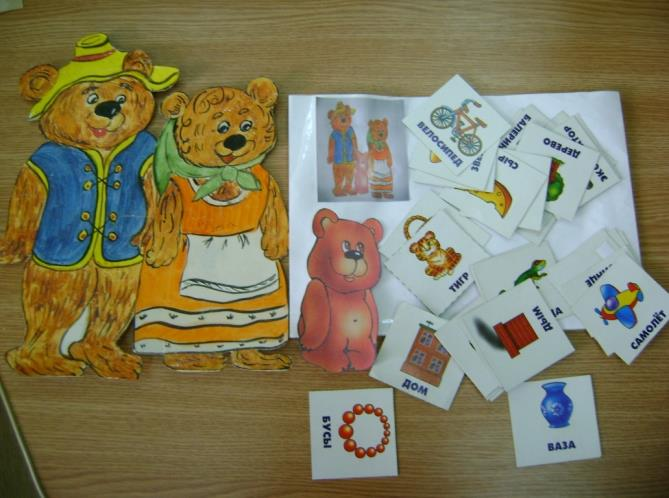 ВЕЛОСИПЕД
СЫР
ДЕРЕВО
ТИГР
ДЫМ
САМОЛЁТ
ДОМ
БУСЫ
ВАЗА